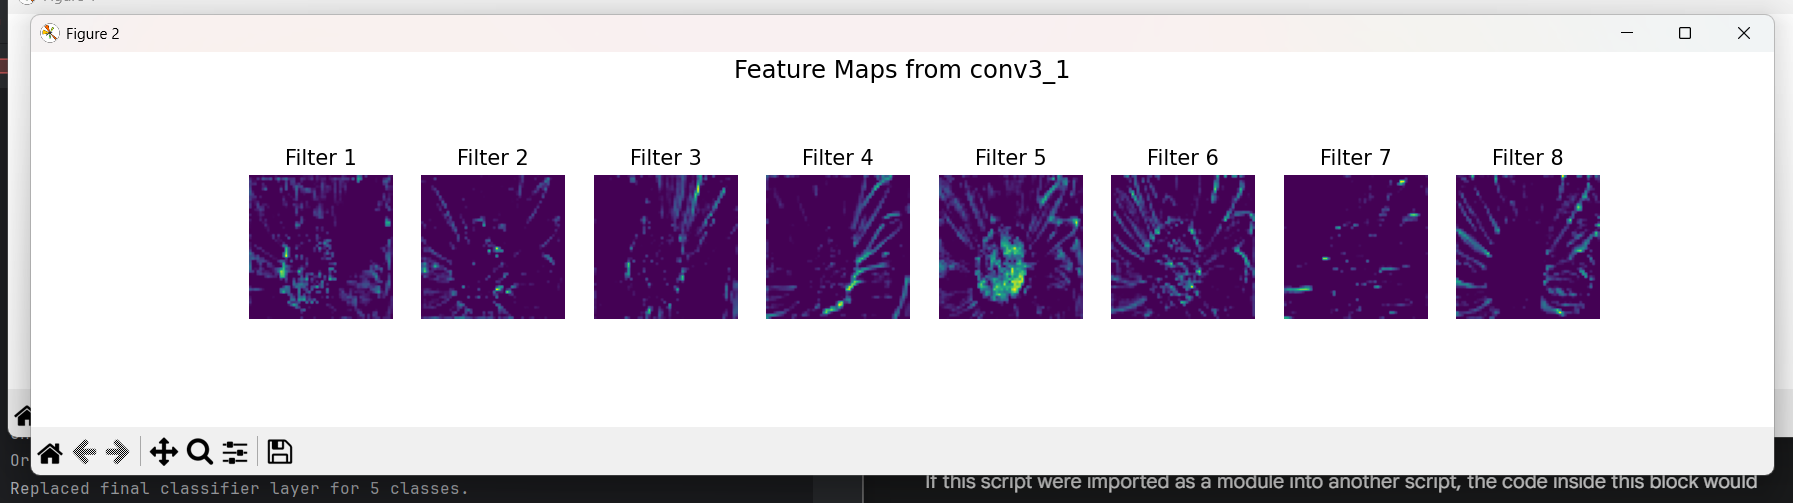 Figure 2
Feature Maps from conv3_1
Filter 1 Filter 2 Filter 3 Filter 4 Filter 5 Filter 6 Filter 7 Filter 8
Or
Replaced final classifier layer for 5 classes.
If this script were imported as a module into another script, the code inside this block would